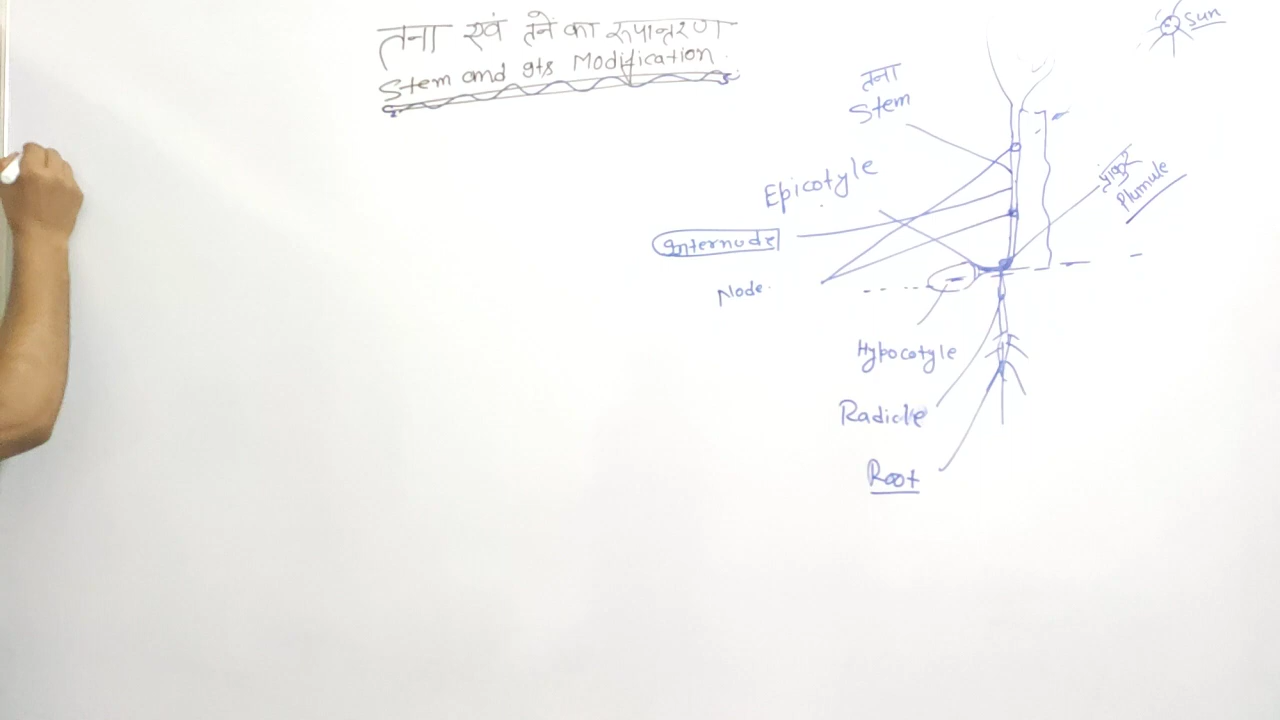 तना एवं तने का रूपान्तरण
Stem and Its Modification
Sun
तना
Stem
Epicotyle
प्रांकुर
Plumule
Internode
Node.
Hypocotyle
Radicle
Root